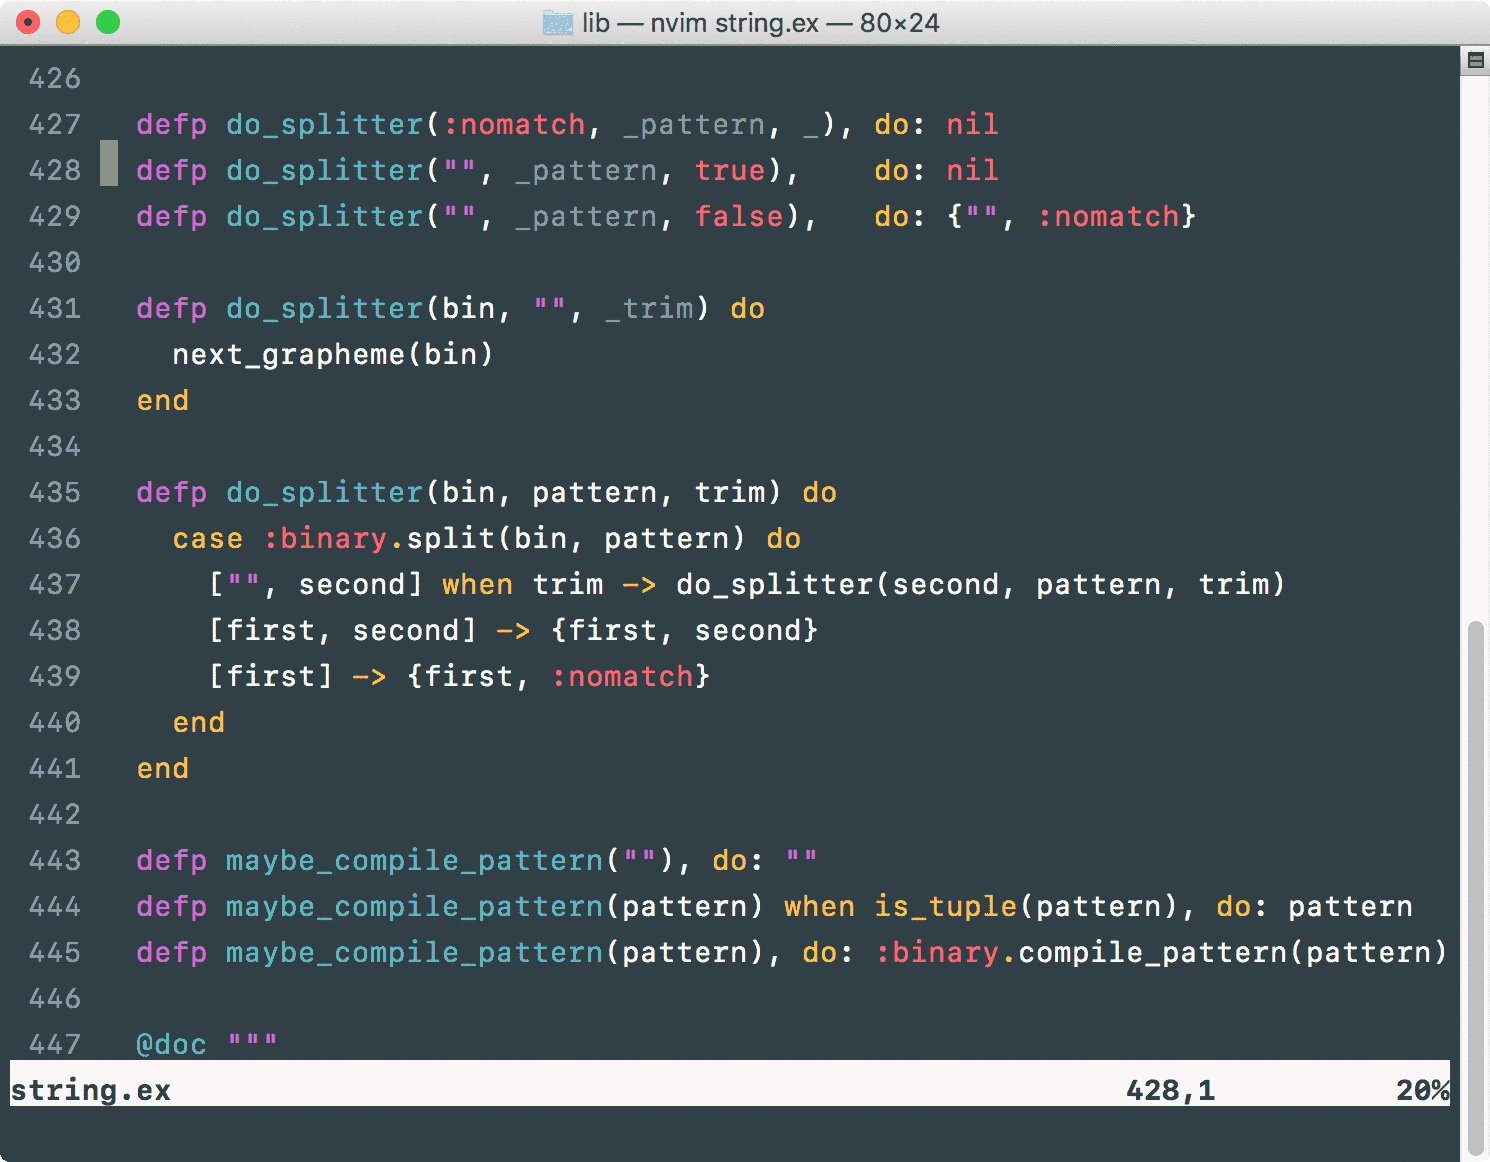 lib — nvim string.ex — 80×24
426
427   defp do_splitter(:nomatch, _pattern, _), do: nil
428   defp do_splitter("", _pattern, true),    do: nil
429   defp do_splitter("", _pattern, false),   do: {"", :nomatch}
430
431   defp do_splitter(bin, "", _trim) do
432     next_grapheme(bin)
433   end
434
435   defp do_splitter(bin, pattern, trim) do
436     case :binary.split(bin, pattern) do
437       ["", second] when trim -> do_splitter(second, pattern, trim)
438       [first, second] -> {first, second}
439       [first] -> {first, :nomatch}
440     end
441   end
442
443   defp maybe_compile_pattern(""), do: ""
444   defp maybe_compile_pattern(pattern) when is_tuple(pattern), do: pattern
445   defp maybe_compile_pattern(pattern), do: :binary.compile_pattern(pattern)
446
447   @doc """
string.ex 428,1 20%